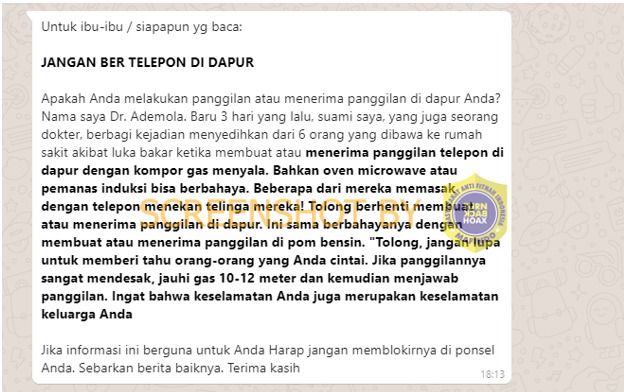 Untuk ibu-ibu / siapapun yg baca:
JANGAN BER TELEPON DI DAPUR
Apakah Anda melakukan panggilan atau menerima panggilan di dapur Anda?
Nama saya Dr. Ademola. Baru 3 hari yang lalu, suami saya, yang juga seorang
dokter, berbagi kejadian menyedihkan dari 6 orang yang dibawa ke rumah
sakit akibat luka bakar ketika membuat atau menerima panggilan telepon di
dapur dengan kompor gas menyala. Bahkan oven microwave atau
pemanas induksi bisa berbahaya. Beberapa dari mereka memasak
dengan telepon menekan telinga mereka! Tolong berhenti membuat
atau menerima panggilan di dapur. Ini sama berbahayanya dengan
membuat atau menerima panggilan di pom bensin. "Tolong, jangan lupa
untuk memberi tahu orang-orang yang Anda cintai. Jika panggilannya
sangat mendesak, jauhi gas 10-12 meter dan kemudian menjawab
panggilan. Ingat bahwa keselamatan Anda juga merupakan keselamatan
keluarga Anda
Jika informasi ini berguna untuk Anda Harap jangan memblokirnya di ponsel
Anda. Sebarkan berita baiknya. Terima kasih
18:13
SCREENSHOT BY
MASYARAKAT ANTI FITNAH INDONESIA
TURN
BACK
HOAX
MAFINDO